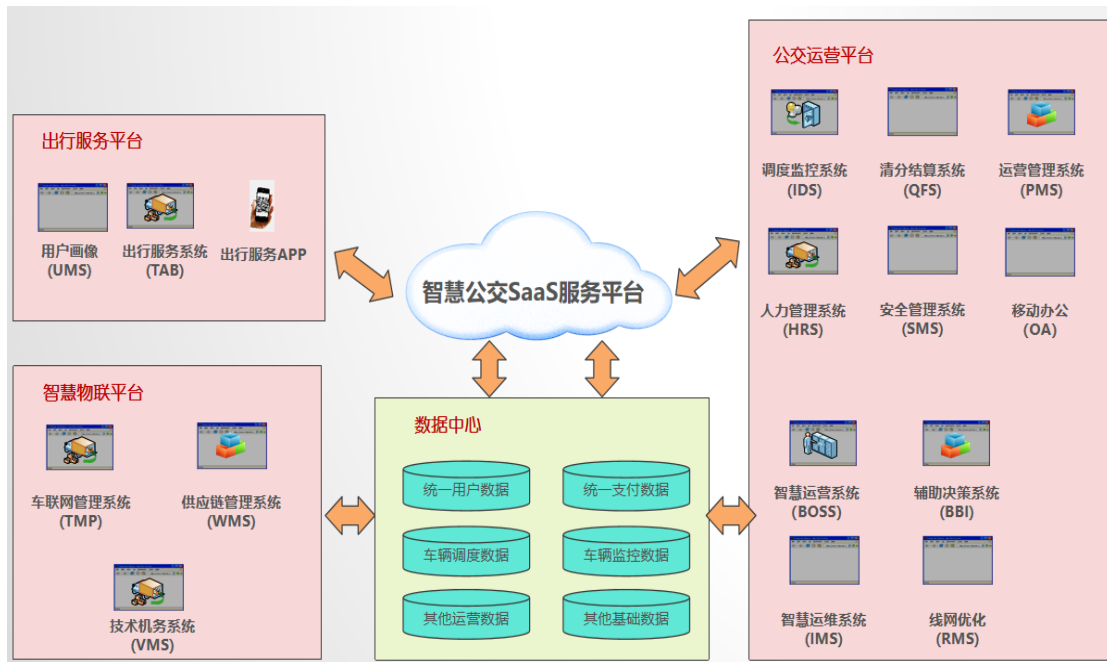 出行服务平台
用户画像
(UMS)
出行服务系统
(TAB)
出行服务APP
智慧公交SaaS服务平台
公交运营平台
调度监控系统
(IDS)
清分结算系统
(QFS)
运营管理系统
(PMS)
人力管理系统
(HRS)
安全管理系统
(SMS)
移动办公
(OA)
智慧运营系统
(BOSS)
辅助决策系统
(BBI)
智慧运维系统
(IMS)
线网优化
(RMS)
智慧物联平台
车联网管理系统
(TMP)
供应链管理系统
(WMS)
技术机务系统
(VMS)
数据中心
统一用户数据
统一支付数据
车辆调度数据
车辆监控数据
其他运营数据
其他基础数据